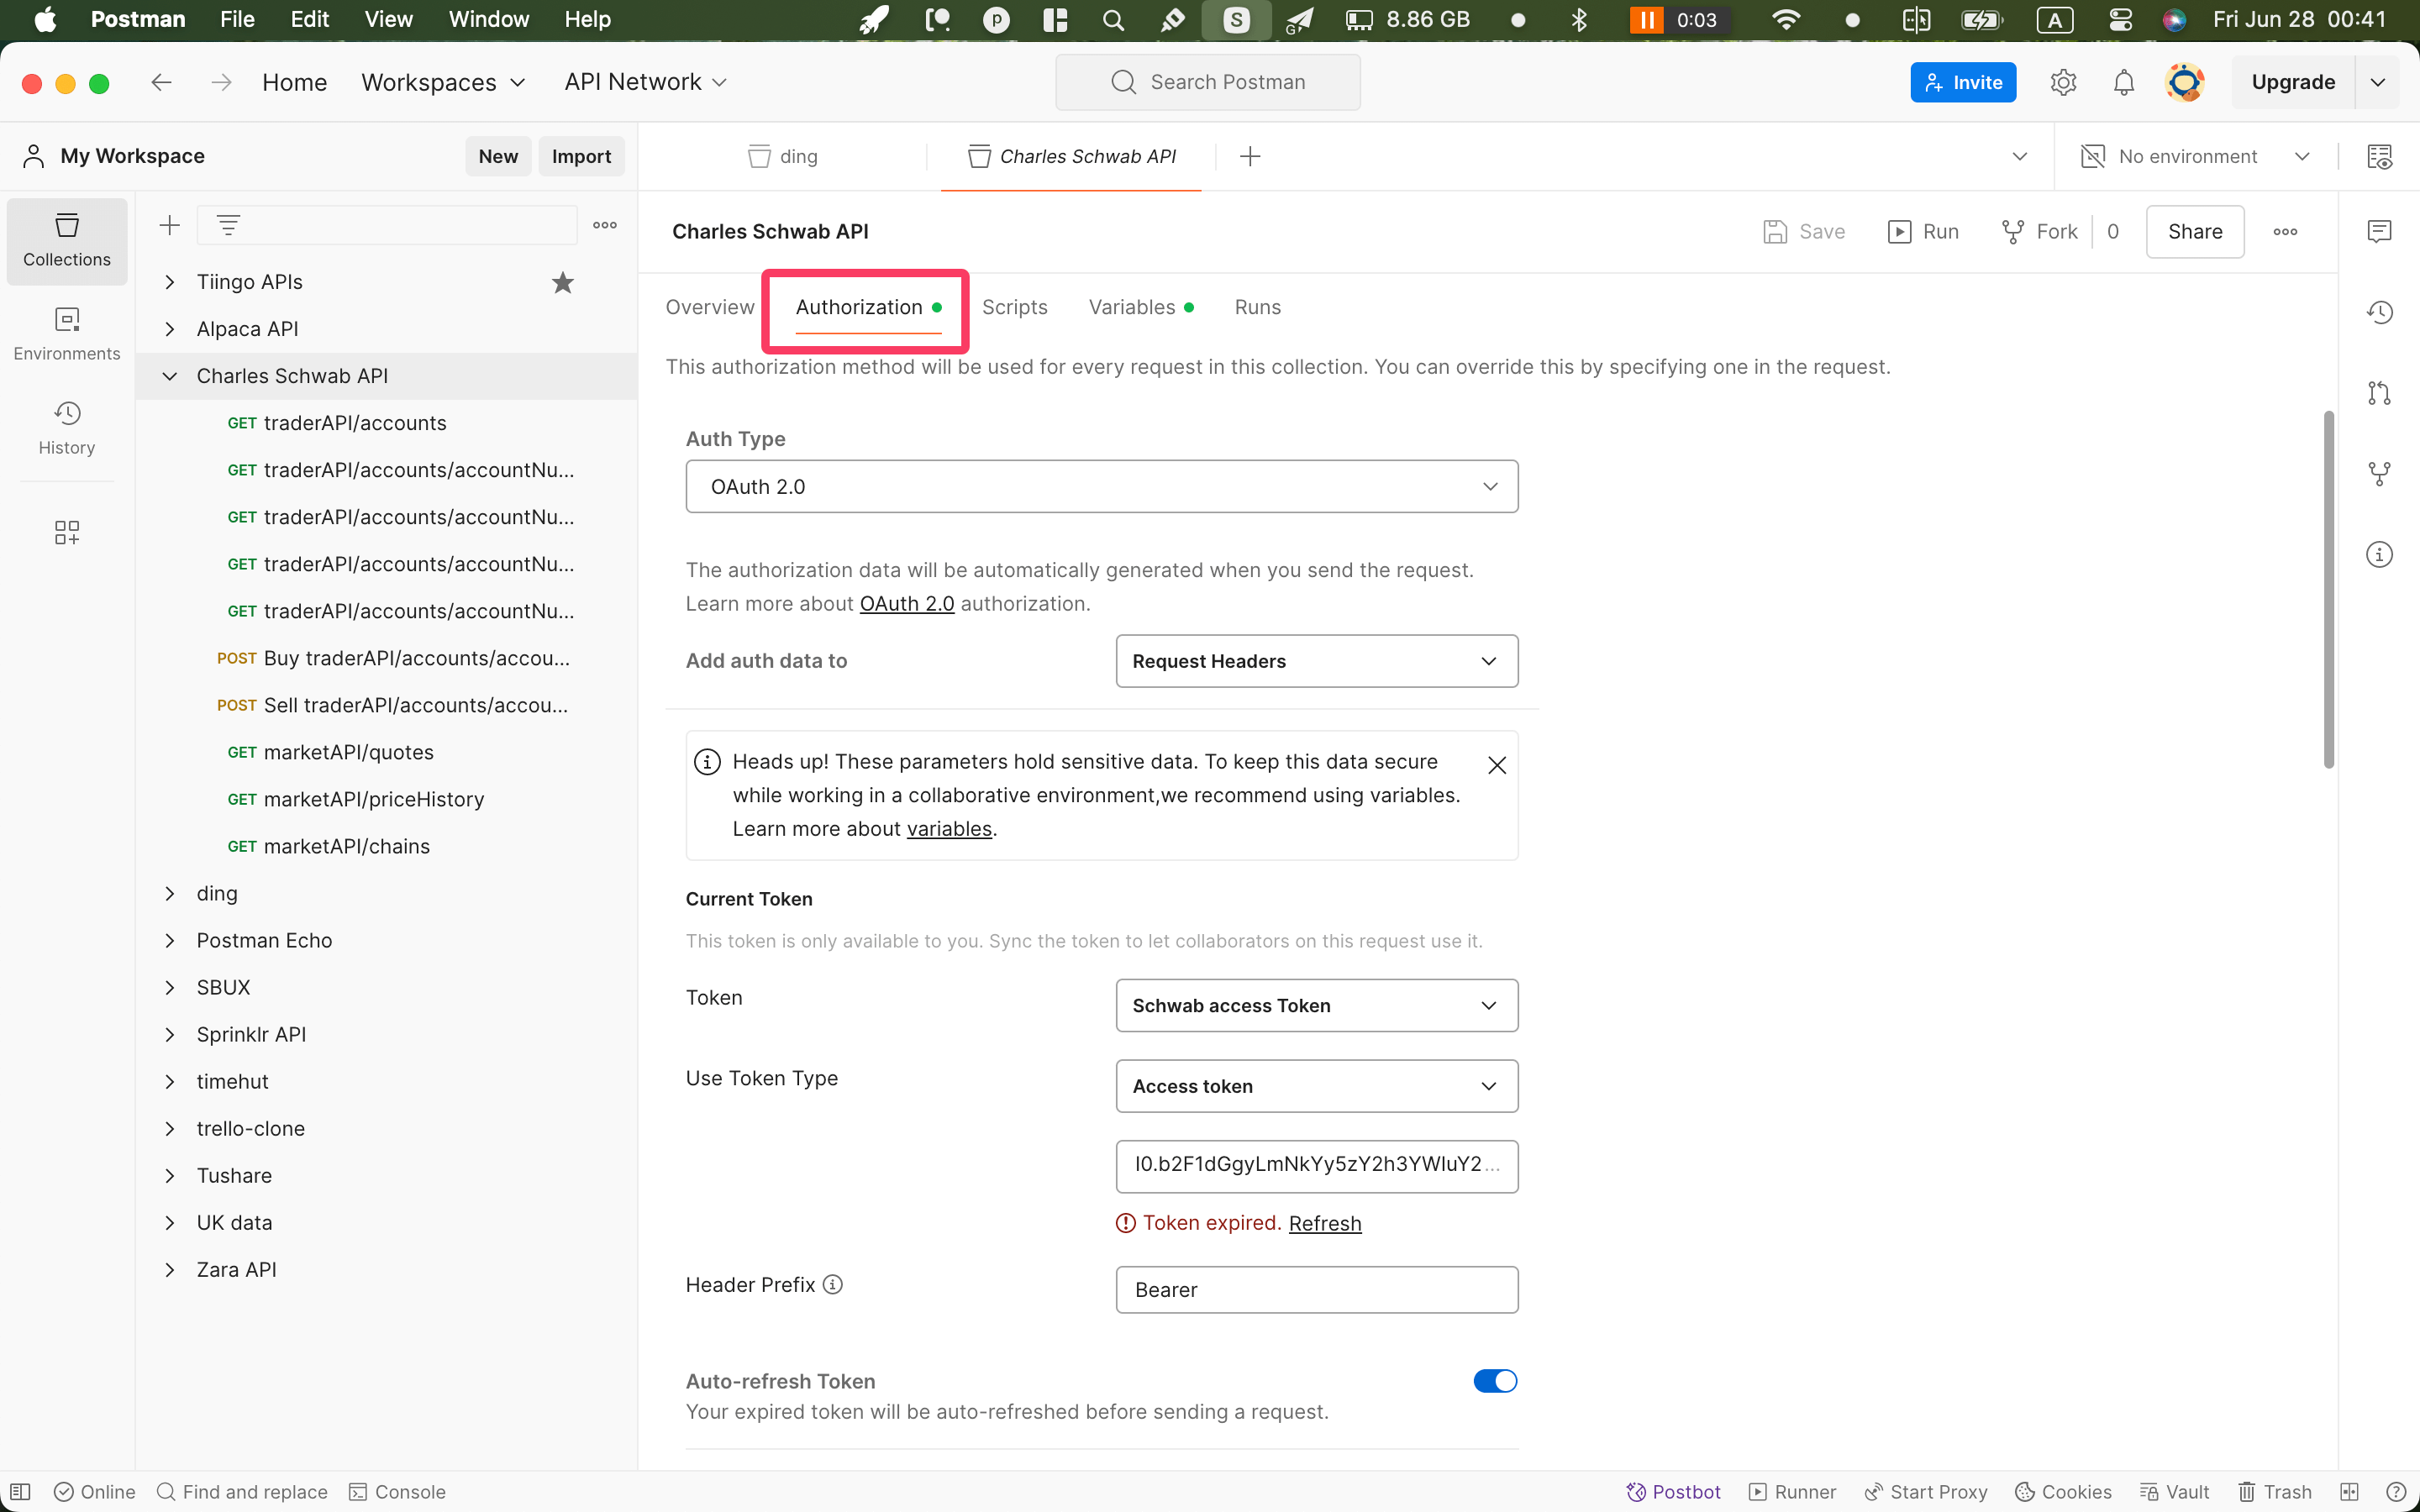 Postman File Edit View Window Help 8.86 GB 0:03 A Fri Jun 28 00:41
Home Workspaces API Network Search Postman Invite Upgrade
My Workspace New Import ding Charles Schwab API No environment
Collections
Environments
History
Tiingo APIs
Alpaca API
Charles Schwab API
GET traderAPI/accounts
GET traderAPI/accounts/accountNu...
GET traderAPI/accounts/accountNu...
GET traderAPI/accounts/accountNu...
GET traderAPI/accounts/accountNu...
POST Buy traderAPI/accounts/accou...
POST Sell traderAPI/accounts/accou...
GET marketAPI/quotes
GET marketAPI/priceHistory
GET marketAPI/chains
ding
Postman Echo
SBUX
Sprinklr API
timehut
trello-clone
Tushare
UK data
Zara API
Charles Schwab API Save Run Fork 0 Share
Overview Authorization Scripts Variables Runs
This authorization method will be used for every request in this collection. You can override this by specifying one in the request.
Auth Type
OAuth 2.0
The authorization data will be automatically generated when you send the request.
Learn more about OAuth 2.0 authorization.
Add auth data to Request Headers
Heads up! These parameters hold sensitive data. To keep this data secure
while working in a collaborative environment,we recommend using variables.
Learn more about variables.
Current Token
This token is only available to you. Sync the token to let collaborators on this request use it.
Token Schwab access Token
Use Token Type Access token
I0.b2F1dGgyLmNkYy5zY2h3YWIuY2...
Token expired. Refresh
Header Prefix Bearer
Auto-refresh Token
Your expired token will be auto-refreshed before sending a request.
Online Find and replace Console Postbot Runner Start Proxy Cookies Vault Trash